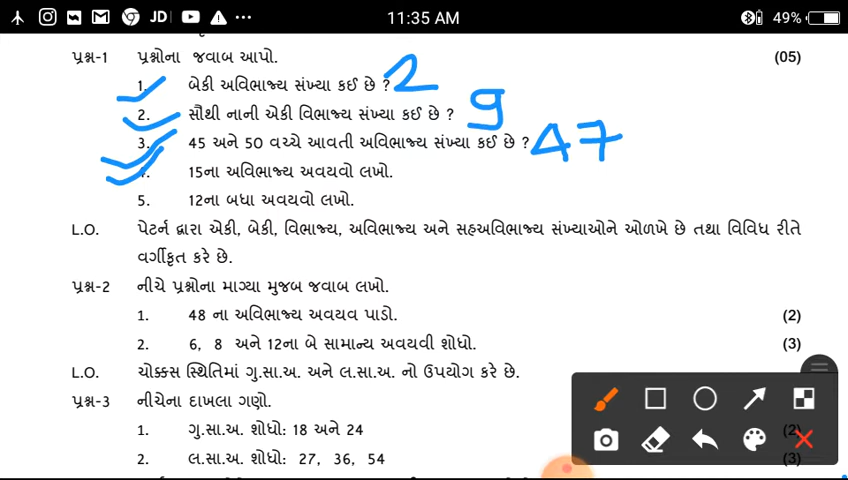 JD 11:35 AM 49%
પ્રશ્ન-1 પ્રશ્નોના જવાબ આપો. (05)
1. બેકી અવિભાજ્ય સંખ્યા કઈ છે ? 2
2. સૌથી નાની એકી વિભાજ્ય સંખ્યા કઈ છે ? 9
3. 45 અને 50 વચ્ચે આવતી અવિભાજ્ય સંખ્યા કઈ છે ? 47
15ના અવિભાજ્ય અવયવો લખો.
5. 12ના બધા અવયવો લખો.
L.O. પેટર્ન દ્વારા એકી, બેકી, વિભાજ્ય, અવિભાજ્ય અને સહઅવિભાજ્ય સંખ્યાઓને ઓળખે છે તથા વિવિધ રીતે
વર્ગીકૃત કરે છે.
પ્રશ્ન-2 નીચે પ્રશ્નોના માગ્યા મુજબ જવાબ લખો.
1. 48 ના અવિભાજ્ય અવયવ પાડો. (2)
2. 6, 8 અને 12ના બે સામાન્ય અવયવી શોધો. (3)
L.O. ચોક્કસ સ્થિતિમાં ગુ.સા.અ. અને લ.સા.અ. નો ઉપયોગ કરે છે.
પ્રશ્ન-3 નીચેના દાખલા ગણો.
1. ગુ.સા.અ. શોધો: 18 અને 24 (2)
2. લ.સા.અ. શોધો: 27, 36, 54 (3)